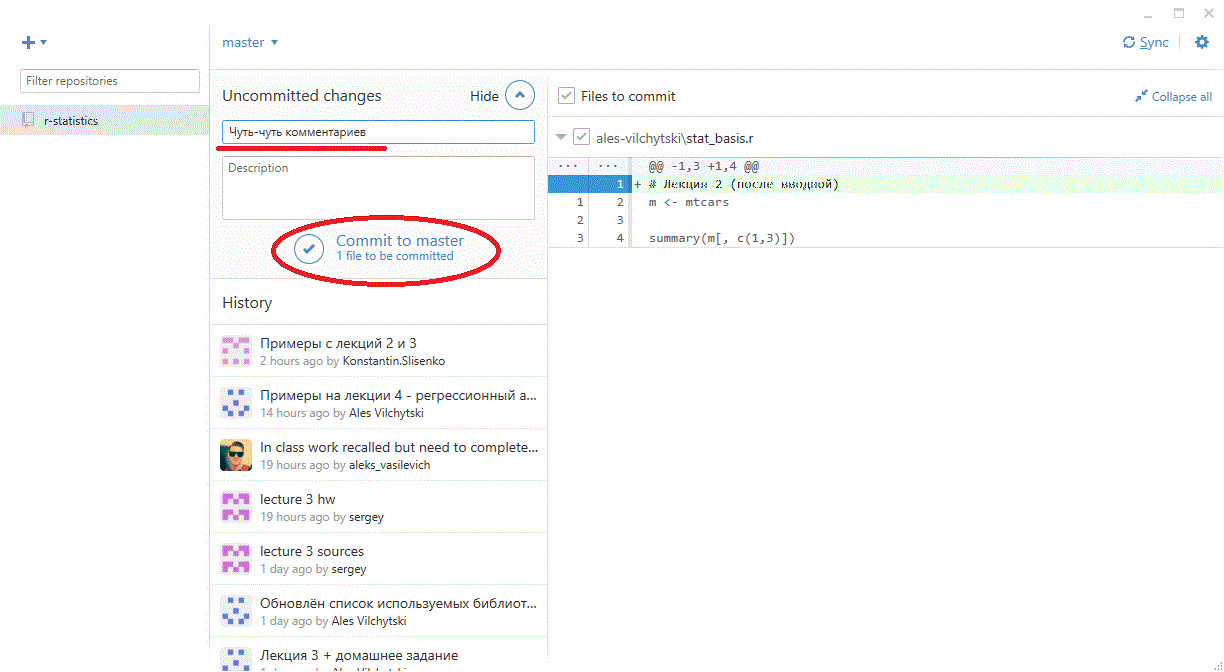 master
Sync
Filter repositories
r-statistics
Uncommitted changes
Hide
Чуть-чуть комментариев
Description
Commit to master
1 file to be committed
History
Примеры с лекций 2 и 3
2 hours ago by Konstantin.Slisenko
Примеры на лекции 4 - регрессионный а...
14 hours ago by Ales Vilchytski
In class work recalled but need to complete...
19 hours ago by aleks_vasilevich
lecture 3 hw
19 hours ago by sergey
lecture 3 sources
1 day ago by sergey
Обновлён список используемых библиот...
1 day ago by Ales Vilchytski
Лекция 3 + домашнее задание
Files to commit
Collapse all
ales-vilchytski\stat_basis.r
... ... @@ -1,3 +1,4 @@
1 + # Лекция 2 (после вводной)
1 2 m <- mtcars
2 3
3 4 summary(m[, c(1,3)])